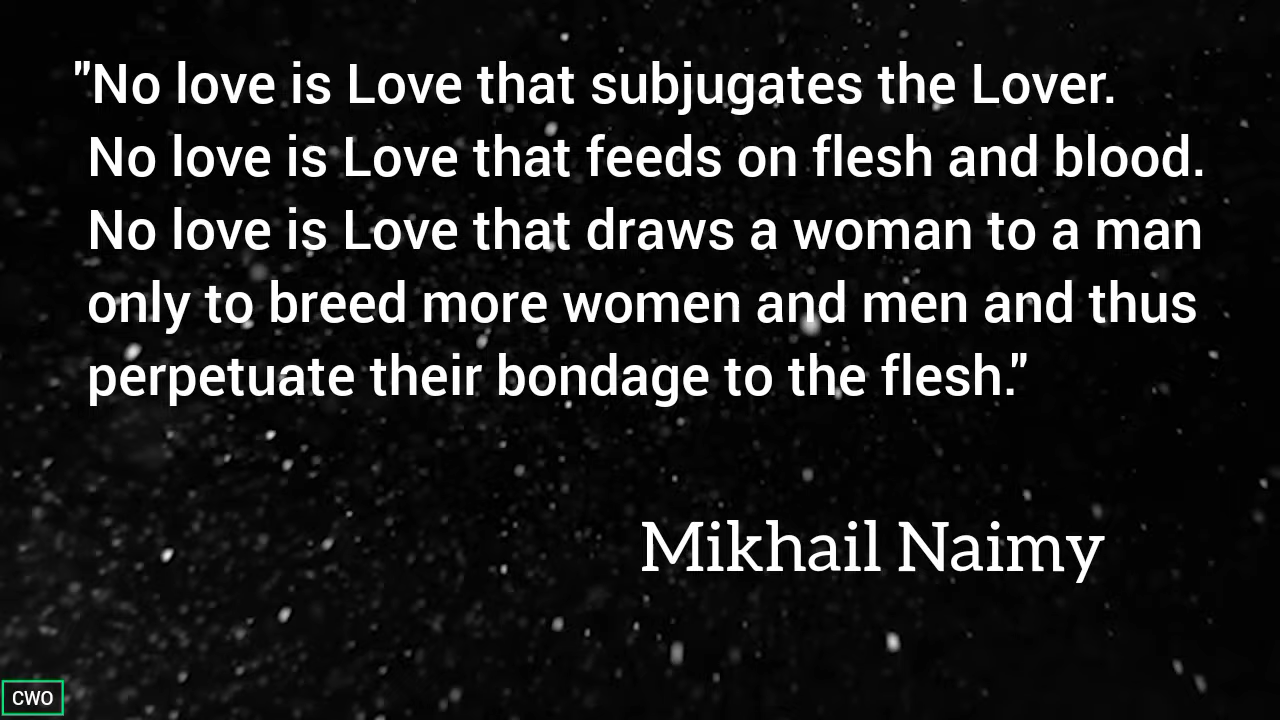 "No love is Love that subjugates the Lover.
No love is Love that feeds on flesh and blood.
No love is Love that draws a woman to a man
only to breed more women and men and thus
perpetuate their bondage to the flesh."
Mikhail Naimy
CWO